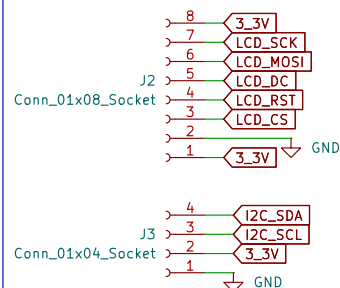 8 3_3V
7 LCD_SCK
6 LCD_MOSI
J2 5 LCD_DC
Conn_01x08_Socket 4 LCD_RST
3 LCD_CS
2 GND
1 3_3V
4 I2C_SDA
J3 3 I2C_SCL
Conn_01x04_Socket 2 3_3V
1 GND